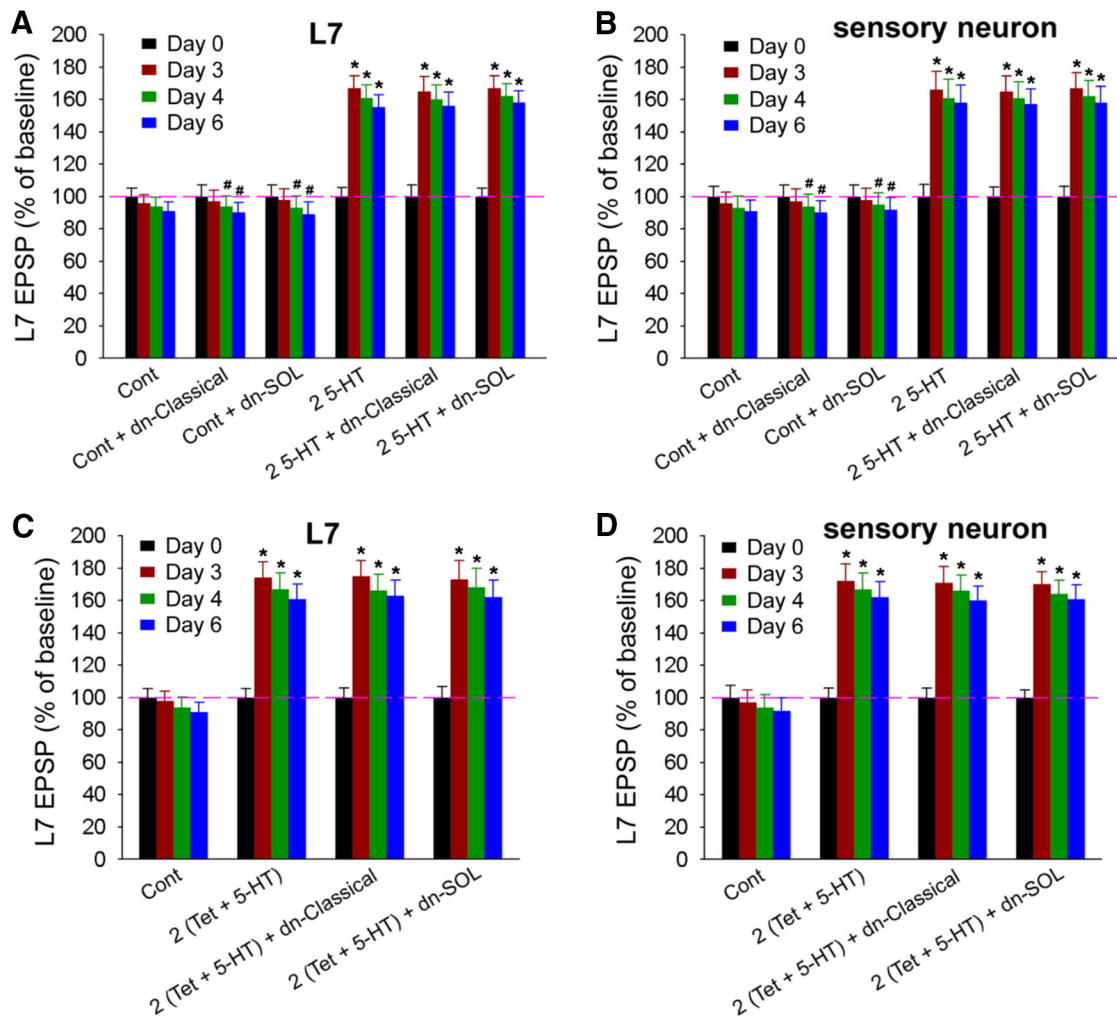 A
L7
L7 EPSP (% of baseline)
200
180
160
140
120
100
80
60
40
20
0
Day 0
Day 3
Day 4
Day 6
# #
# #
* * *
* * *
* * *
Cont
Cont + dn-Classical
Cont + dn-SOL
2 5-HT
2 5-HT + dn-Classical
2 5-HT + dn-SOL
B
sensory neuron
L7 EPSP (% of baseline)
200
180
160
140
120
100
80
60
40
20
0
Day 0
Day 3
Day 4
Day 6
# #
# #
* * *
* * *
* * *
Cont
Cont + dn-Classical
Cont + dn-SOL
2 5-HT
2 5-HT + dn-Classical
2 5-HT + dn-SOL
C
L7
L7 EPSP (% of baseline)
200
180
160
140
120
100
80
60
40
20
0
Day 0
Day 3
Day 4
Day 6
* * *
* * *
* * *
Cont
2 (Tet + 5-HT)
2 (Tet + 5-HT) + dn-Classical
2 (Tet + 5-HT) + dn-SOL
D
sensory neuron
L7 EPSP (% of baseline)
200
180
160
140
120
100
80
60
40
20
0
Day 0
Day 3
Day 4
Day 6
* * *
* * *
* * *
Cont
2 (Tet + 5-HT)
2 (Tet + 5-HT) + dn-Classical
2 (Tet + 5-HT) + dn-SOL